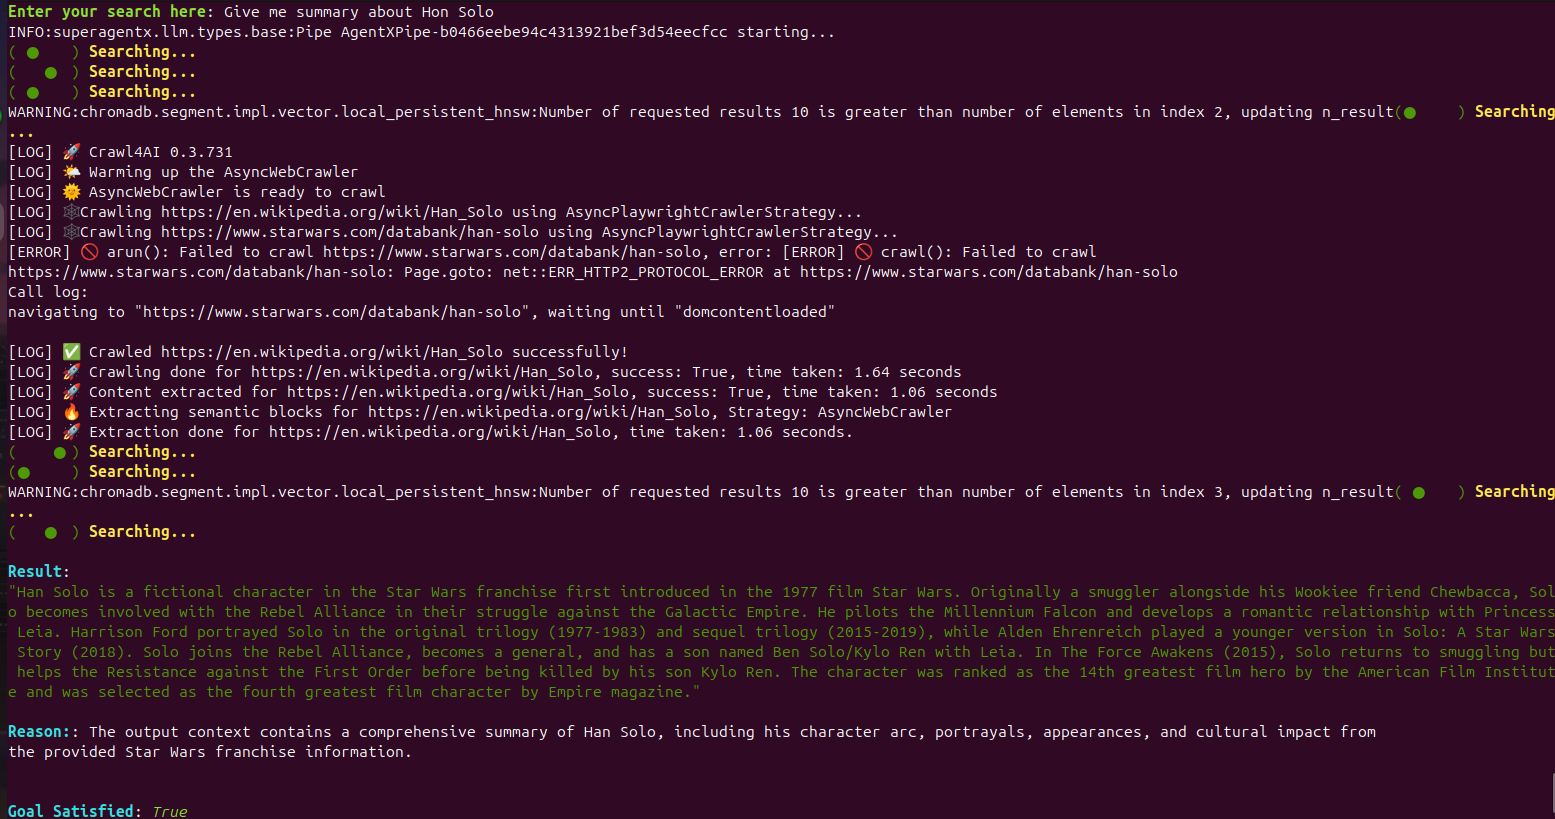 Enter your search here: Give me summary about Hon Solo
INFO:superagentx.llm.types.base:Pipe AgentXPipe-b0466eebe94c4313921bef3d54eecfcc starting...
( ●    ) Searching...
(   ●  ) Searching...
( ●    ) Searching...
WARNING:chromadb.segment.impl.vector.local_persistent_hnsw:Number of requested results 10 is greater than number of elements in index 2, updating n_result(●     ) Searching
...
[LOG] 🚀 Crawl4AI 0.3.731
[LOG] 🌤️ Warming up the AsyncWebCrawler
[LOG] 🌞 AsyncWebCrawler is ready to crawl
[LOG] 🕸️Crawling https://en.wikipedia.org/wiki/Han_Solo using AsyncPlaywrightCrawlerStrategy...
[LOG] 🕸️Crawling https://www.starwars.com/databank/han-solo using AsyncPlaywrightCrawlerStrategy...
[ERROR] 🚫 arun(): Failed to crawl https://www.starwars.com/databank/han-solo, error: [ERROR] 🚫 crawl(): Failed to crawl
https://www.starwars.com/databank/han-solo: Page.goto: net::ERR_HTTP2_PROTOCOL_ERROR at https://www.starwars.com/databank/han-solo
Call log:
navigating to "https://www.starwars.com/databank/han-solo", waiting until "domcontentloaded"
[LOG] ✅ Crawled https://en.wikipedia.org/wiki/Han_Solo successfully!
[LOG] 🚀 Crawling done for https://en.wikipedia.org/wiki/Han_Solo, success: True, time taken: 1.64 seconds
[LOG] 🚀 Content extracted for https://en.wikipedia.org/wiki/Han_Solo, success: True, time taken: 1.06 seconds
[LOG] 🔥 Extracting semantic blocks for https://en.wikipedia.org/wiki/Han_Solo, Strategy: AsyncWebCrawler
[LOG] 🚀 Extraction done for https://en.wikipedia.org/wiki/Han_Solo, time taken: 1.06 seconds.
(    ● ) Searching...
(●     ) Searching...
WARNING:chromadb.segment.impl.vector.local_persistent_hnsw:Number of requested results 10 is greater than number of elements in index 3, updating n_result( ●    ) Searching
...
(   ●  ) Searching...
Result:
"Han Solo is a fictional character in the Star Wars franchise first introduced in the 1977 film Star Wars. Originally a smuggler alongside his Wookiee friend Chewbacca, Sol
o becomes involved with the Rebel Alliance in their struggle against the Galactic Empire. He pilots the Millennium Falcon and develops a romantic relationship with Princess
Leia. Harrison Ford portrayed Solo in the original trilogy (1977-1983) and sequel trilogy (2015-2019), while Alden Ehrenreich played a younger version in Solo: A Star Wars
Story (2018). Solo joins the Rebel Alliance, becomes a general, and has a son named Ben Solo/Kylo Ren with Leia. In The Force Awakens (2015), Solo returns to smuggling but
helps the Resistance against the First Order before being killed by his son Kylo Ren. The character was ranked as the 14th greatest film hero by the American Film Institut
e and was selected as the fourth greatest film character by Empire magazine."
Reason:: The output context contains a comprehensive summary of Han Solo, including his character arc, portrayals, appearances, and cultural impact from
the provided Star Wars franchise information.
Goal Satisfied: True